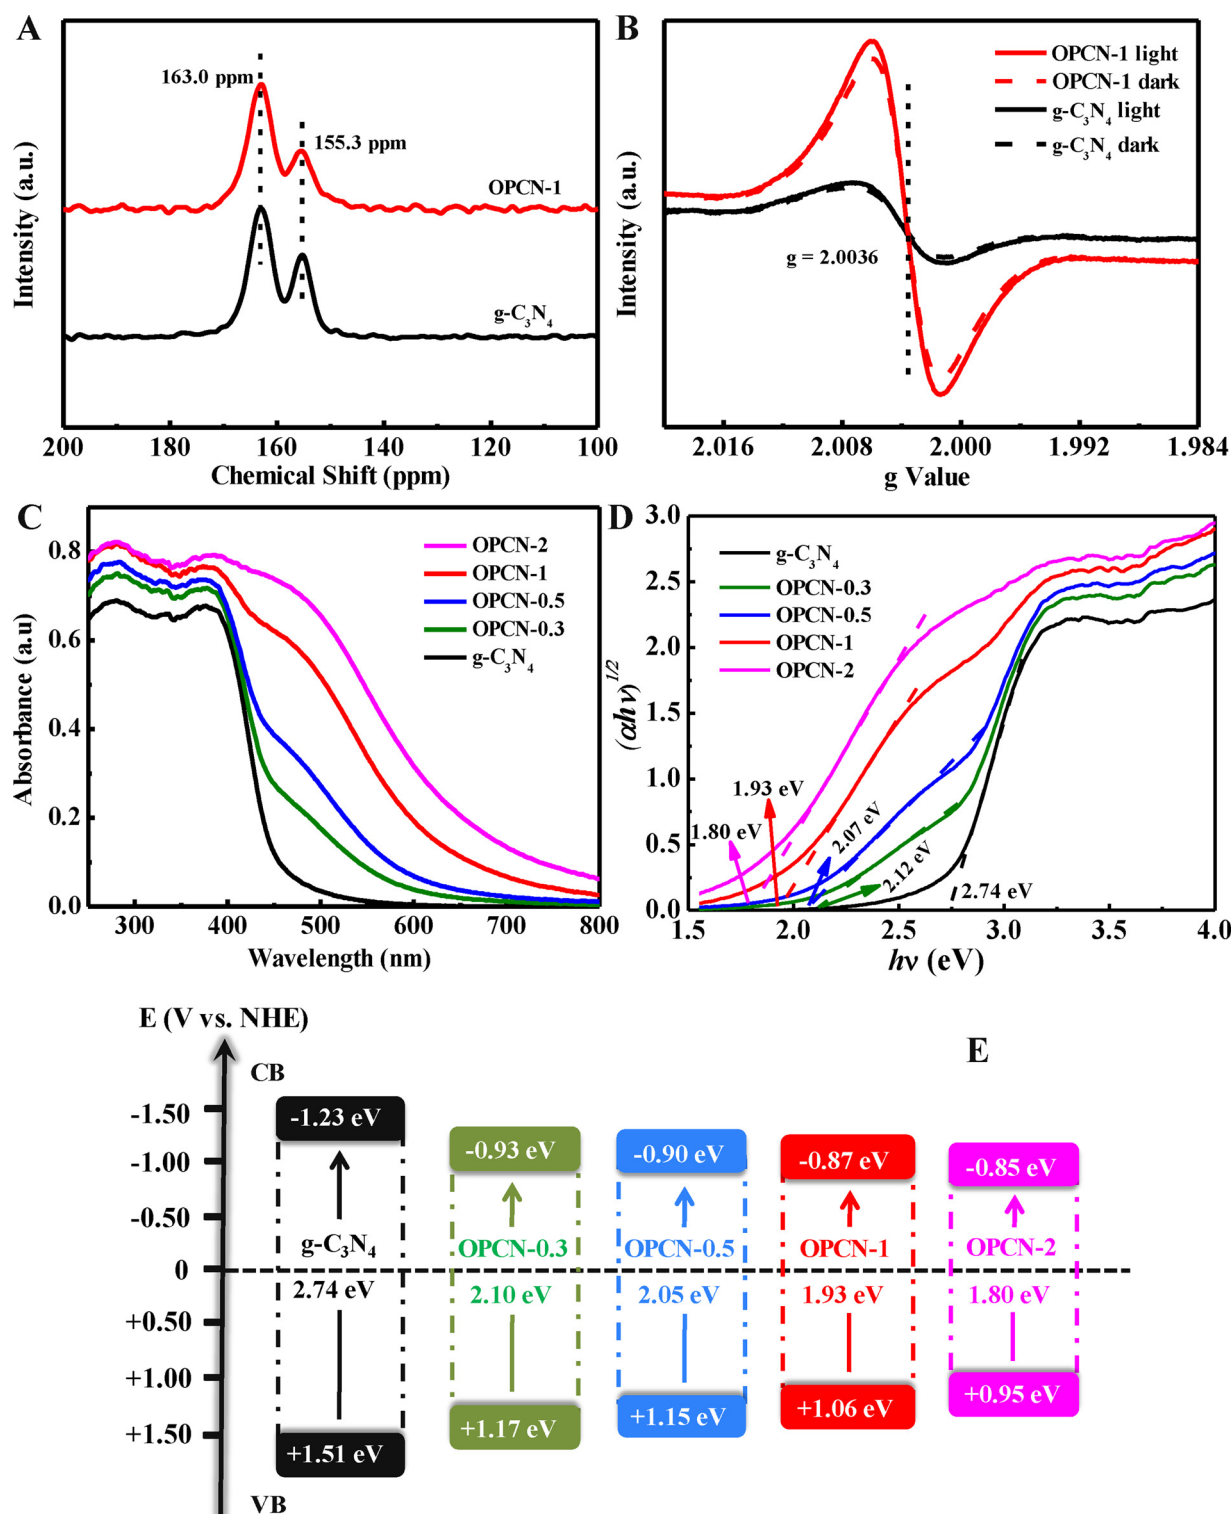 A
163.0 ppm
155.3 ppm
OPCN-1
g-C₃N₄
Intensity (a.u.)
200 180 160 140 120 100
Chemical Shift (ppm)
B
OPCN-1 light
OPCN-1 dark
g-C₃N₄ light
g-C₃N₄ dark
g = 2.0036
Intensity (a.u.)
2.016 2.008 2.000 1.992 1.984
g Value
C
OPCN-2
OPCN-1
OPCN-0.5
OPCN-0.3
g-C₃N₄
Absorbance (a.u)
0.8
0.6
0.4
0.2
0.0
300 400 500 600 700 800
Wavelength (nm)
D
g-C₃N₄
OPCN-0.3
OPCN-0.5
OPCN-1
OPCN-2
(αhν)^1/2
3.0
2.5
2.0
1.5
1.0
0.5
0.0
1.93 eV
1.80 eV
2.07 eV
2.12 eV
2.74 eV
1.5 2.0 2.5 3.0 3.5 4.0
hν (eV)
E (V vs. NHE)
E
CB
-1.50
-1.00
-0.50
0
+0.50
+1.00
+1.50
-1.23 eV -0.93 eV -0.90 eV -0.87 eV -0.85 eV
g-C₃N₄ OPCN-0.3 OPCN-0.5 OPCN-1 OPCN-2
2.74 eV 2.10 eV 2.05 eV 1.93 eV 1.80 eV
+1.51 eV +1.17 eV +1.15 eV +1.06 eV +0.95 eV
VB